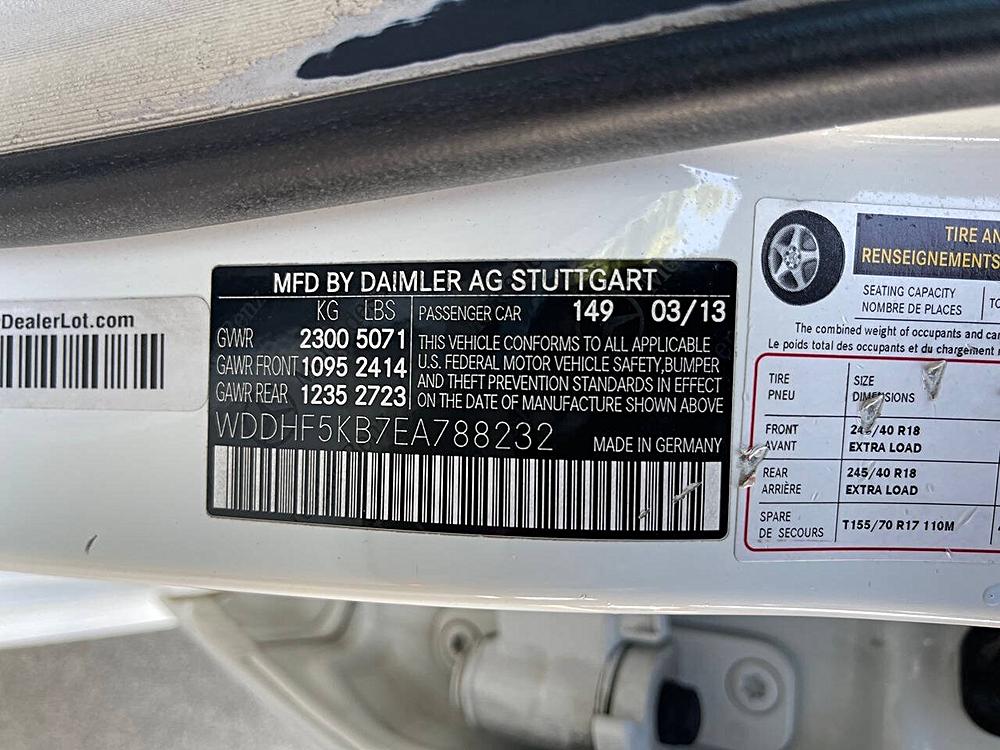 DealerLot.com
MFD BY DAIMLER AG STUTTGART
KG LBS
GVWR 2300 5071
GAWR FRONT 1095 2414
GAWR REAR 1235 2723
PASSENGER CAR 149 03/13
THIS VEHICLE CONFORMS TO ALL APPLICABLE
U.S. FEDERAL MOTOR VEHICLE SAFETY,BUMPER
AND THEFT PREVENTION STANDARDS IN EFFECT
ON THE DATE OF MANUFACTURE SHOWN ABOVE
WDDHF5KB7EA788232
MADE IN GERMANY
TIRE
RENSEIGNEMENTS
SEATING CAPACITY
NOMBRE DE PLACES
The combined weight of occupants and
Le poids total des occupants et du chargement
TIRE
PNEU
SIZE
DIMENSIONS
FRONT
AVANT
245/40 R18
EXTRA LOAD
REAR
ARRIÈRE
245/40 R18
EXTRA LOAD
SPARE
DE SECOURS
T155/70 R17 110M